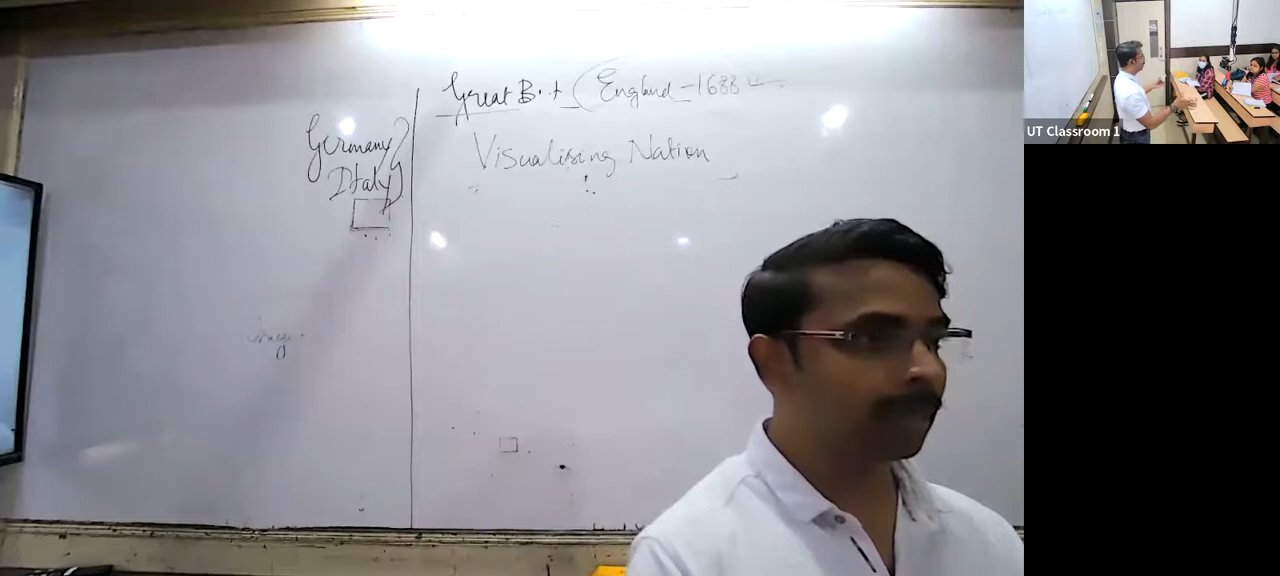 Great Brit (England - 1688
Visualising Nation
Germany
Italy
UT Classroom 1